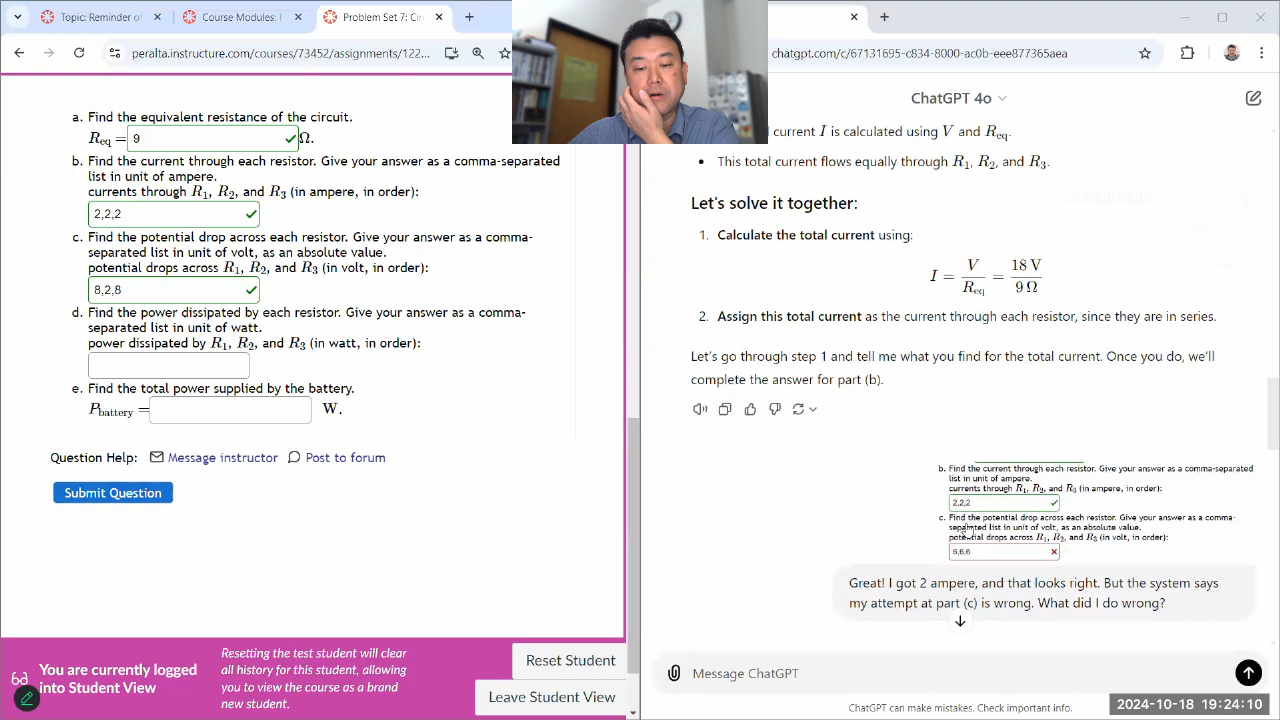 Topic: Reminder of
Course Modules: F
Problem Set 7: Circ
peralta.instructure.com/courses/73452/assignments/122...
chatgpt.com/c/67131695-c834-8000-ac0b-eee877365aea
a. Find the equivalent resistance of the circuit.
Req = 9 Ω.
b. Find the current through each resistor. Give your answer as a comma-separated
list in unit of ampere.
currents through R1, R2, and R3 (in ampere, in order):
2,2,2
c. Find the potential drop across each resistor. Give your answer as a comma-
separated list in unit of volt, as an absolute value.
potential drops across R1, R2, and R3 (in volt, in order):
8,2,8
d. Find the power dissipated by each resistor. Give your answer as a comma-
separated list in unit of watt.
power dissipated by R1, R2, and R3 (in watt, in order):
e. Find the total power supplied by the battery.
Pbattery = W.
Question Help: Message instructor Post to forum
Submit Question
You are currently logged
into Student View
Resetting the test student will clear
all history for this student, allowing
you to view the course as a brand
new student.
Reset Student
Leave Student View
ChatGPT 4o
current I is calculated using V and Req.
• This total current flows equally through R1, R2, and R3.
Let's solve it together:
1. Calculate the total current using:
I = V/Req = 18 V/9 Ω
2. Assign this total current as the current through each resistor, since they are in series.
Let's go through step 1 and tell me what you find for the total current. Once you do, we'll
complete the answer for part (b).
b. Find the current through each resistor. Give your answer as a comma-separated
list in unit of ampere.
currents through R1, R2, and R3 (in ampere, in order):
2,2,2
c. Find the potential drop across each resistor. Give your answer as a comma-
separated list in unit of volt, as an absolute value.
potential drops across R1, R2, and R3 (in volt, in order):
6,6,6
Great! I got 2 ampere, and that looks right. But the system says
my attempt at part (c) is wrong. What did I do wrong?
Message ChatGPT
ChatGPT can make mistakes. Check important info.
2024-10-18 19:24:10